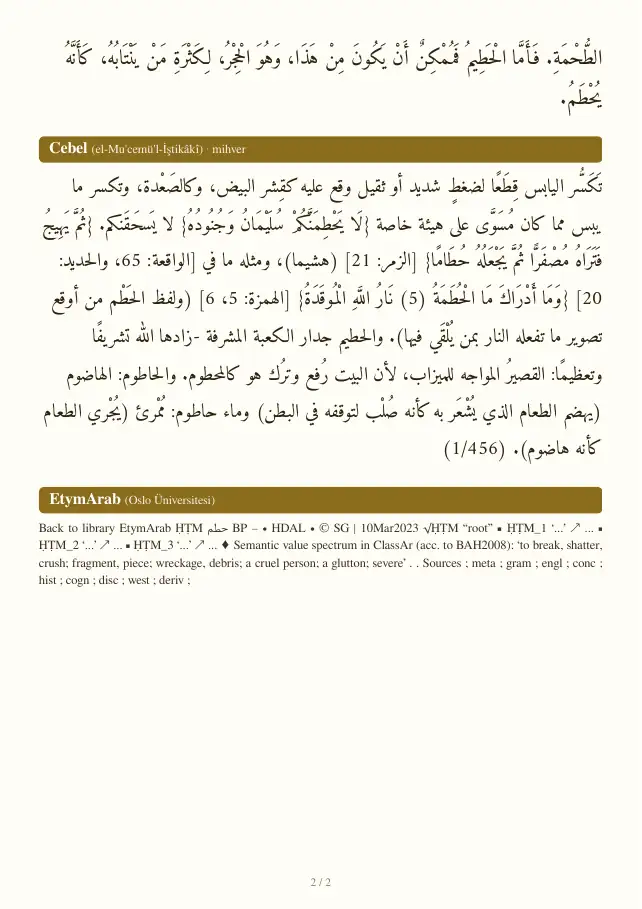 الطُّحْمَةِ. فَأَمَّا الْحَطِيمُ فَمُمْكِنٌ أَنْ يَكُونَ مِنْ هَذَا، وَهُوَ الْحِجْرُ، لِكَثْرَةِ مَنْ يَنْتَابُهُ، كَأَنَّهُ
يُحْطَمُ.
Cebel (el-Mu'cemü'l-İştikâkî) · mihver
تَكَسُّر اليابس قِطَعًا لضغطٍ شديد أو ثقيل وقع عليه كقِشر البيض، وكالصَعْدة، وتكسر ما
يبس مما كان مُسَوًّى على هيئة خاصة {لَا يَحْطِمَنَّكُمْ سُلَيْمَانُ وَجُنُودُهُ} لا يَسحَقَنكم. {ثُمَّ يَهِيجُ
فَتَرَاهُ مُصْفَرًّا ثُمَّ يَجْعَلُهُ حُطَامًا} [الزمر: 21] (هشيما)، ومثله ما في [الواقعة: 65، والحديد:
20] {وَمَا أَدْرَاكَ مَا الْحُطَمَةُ (5) نَارُ اللَّهِ الْمُوقَدَةُ} [الهمزة: 5، 6] (ولفظ الحَطْم من أوقع
تصوير ما تفعله النار بمن يُلْقَي فيها). والحطيم جدار الكعبة المشرفة -زادها الله تشريفًا
وتعظيمًا: القصيرُ المواجه للميزاب، لأن البيت رُفع وترُك هو كالمحطوم. والحاطوم: الهاضوم
(يهضم الطعام الذي يُشْعَر به كأنه صُلْب لتوقفه في البطن) وماء حاطوم: مُمْرئ (يُجْري الطعام
كأنه هاضوم). (1/456)
EtymArab (Oslo Üniversitesi)
Back to library EtymArab ḤṬM حطم BP – • HDAL • © SG | 10Mar2023 √ḤṬM “root” ▪ ḤṬM_1 ‘...’ ↗ ... ▪
ḤṬM_2 ‘...’ ↗ ... ▪ ḤṬM_3 ‘...’ ↗ ... ♦ Semantic value spectrum in ClassAr (acc. to BAH2008): ‘to break, shatter,
crush; fragment, piece; wreckage, debris; a cruel person; a glutton; severe’ . . Sources ; meta ; gram ; engl ; conc ;
hist ; cogn ; disc ; west ; deriv ;
2 / 2